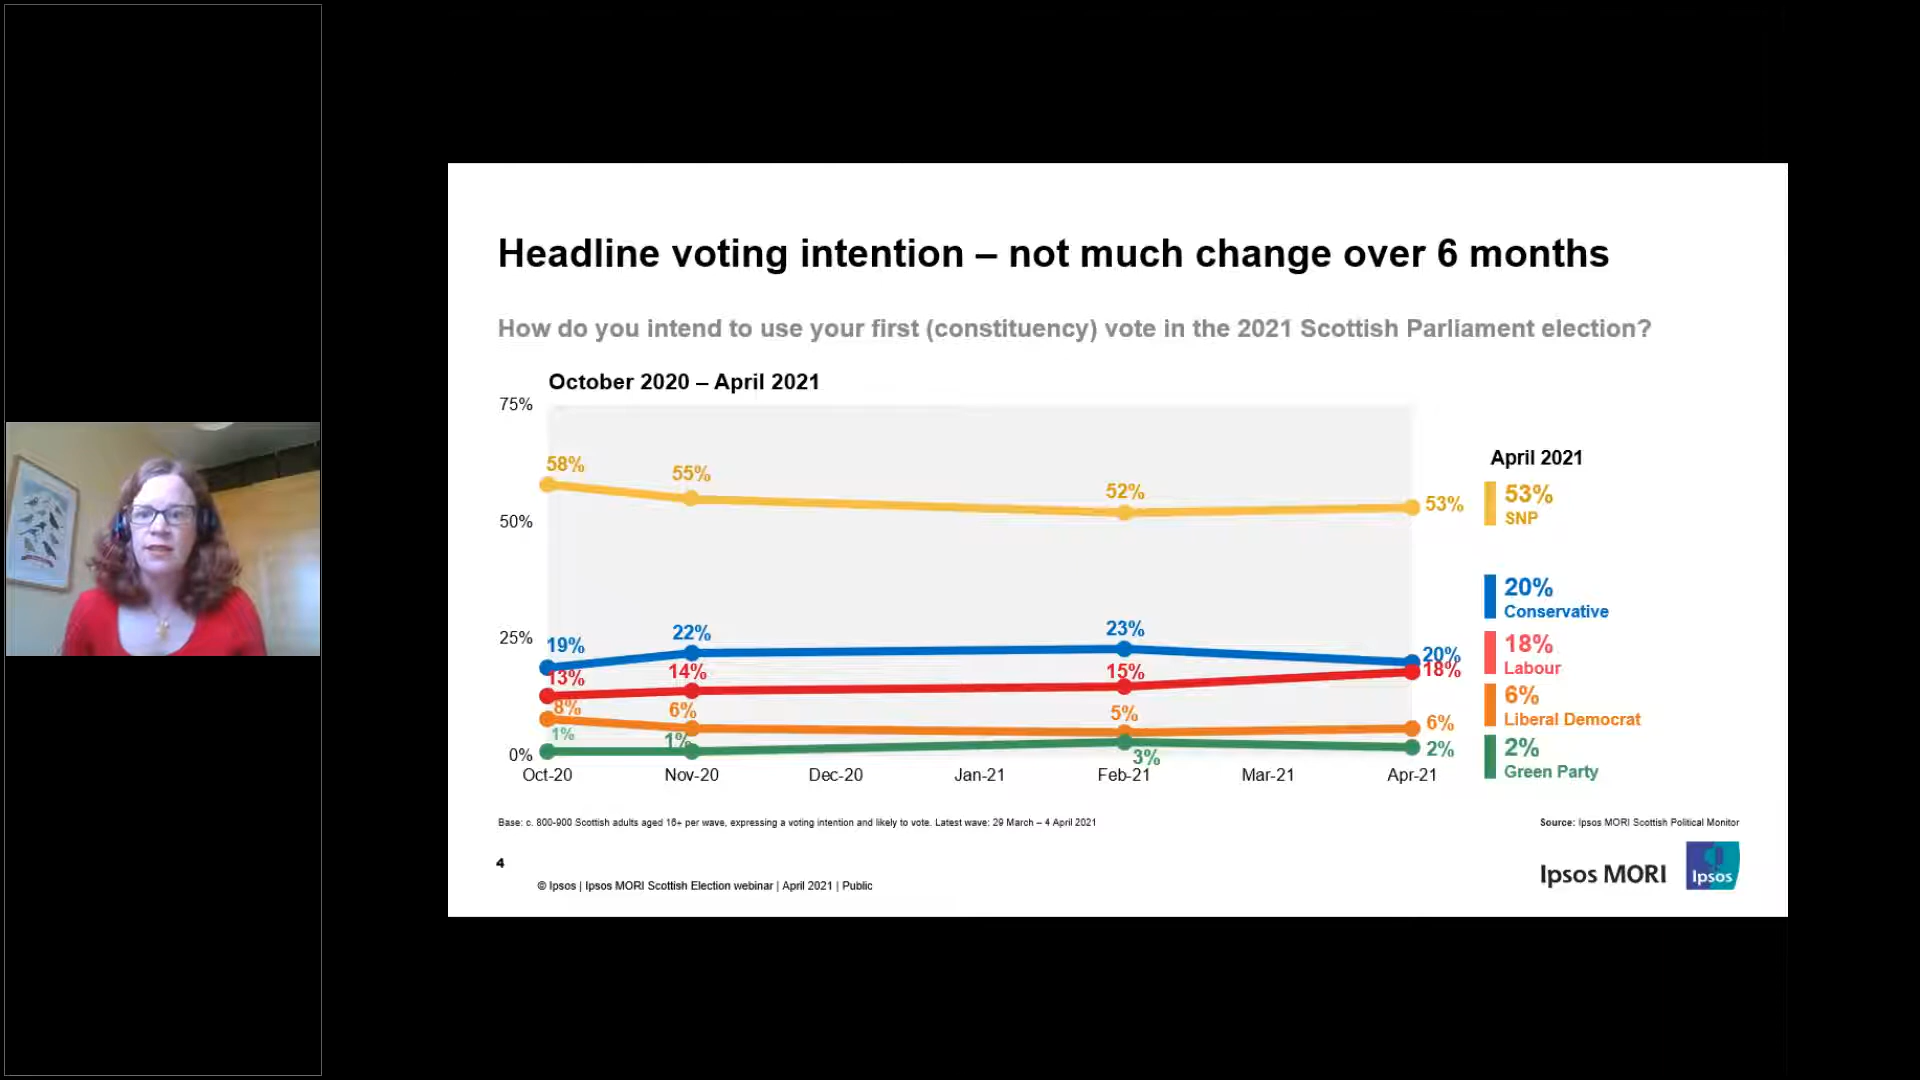 Headline voting intention – not much change over 6 months
How do you intend to use your first (constituency) vote in the 2021 Scottish Parliament election?
October 2020 – April 2021
75%
50%
25%
0%
58%
55%
52%
53%
19%
22%
23%
20%
13%
14%
15%
18%
8%
6%
5%
6%
1%
1%
3%
2%
Oct-20
Nov-20
Dec-20
Jan-21
Feb-21
Mar-21
Apr-21
April 2021
53%
SNP
20%
Conservative
18%
Labour
6%
Liberal Democrat
2%
Green Party
Base: c. 800-900 Scottish adults aged 16+ per wave, expressing a voting intention and likely to vote. Latest wave: 29 March – 4 April 2021
Source: Ipsos MORI Scottish Political Monitor
4
© Ipsos | Ipsos MORI Scottish Election webinar | April 2021 | Public
Ipsos MORI
Ipsos